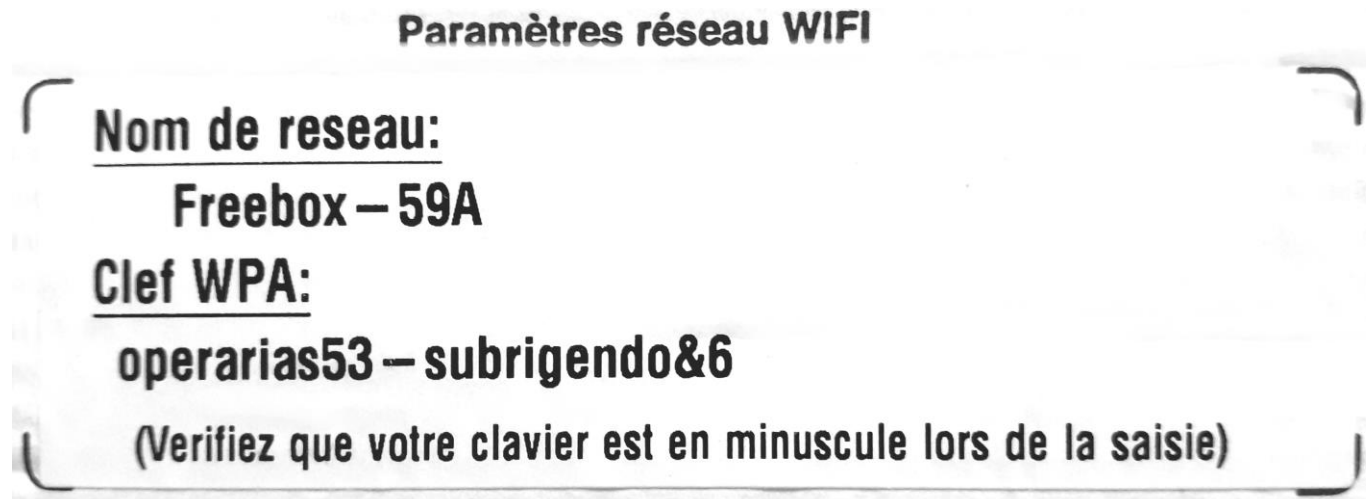 Paramètres réseau WIFI
Nom de reseau:
Freebox-59A
Clef WPA:
operarias53-subrigendo&6
(Verifiez que votre clavier est en minuscule lors de la saisie)